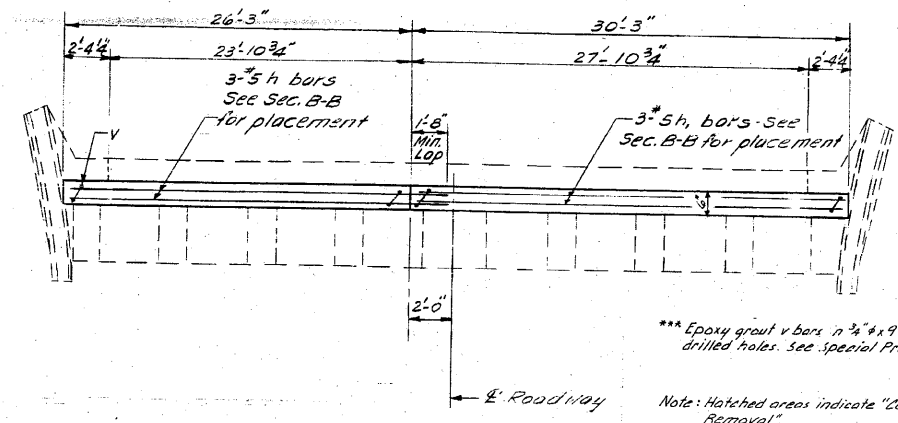 26'-3"
30'-3"
2'-4¼"
23'-10¾"
27'-10¾"
2'-4¼"
3-#5 h bars
See Sec. B-B
for placement
V
1'-8"
Min.
Lap
3-#5h, bars-See
Sec. B-B for placement
2'-0"
*** Epoxy grout v bars in ¾"ϕ x 9
drilled holes. See Special Pr
℄ Roadway
Note: Hatched areas indicate "Co
Removal"